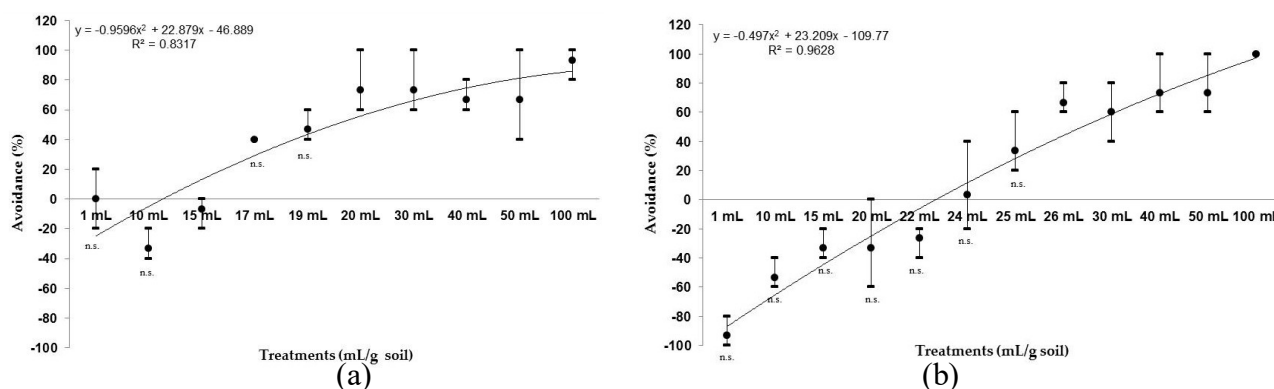 y = -0.9596x² + 22.879x - 46.889
R² = 0.8317
Avoidance (%)
120
100
80
60
40
20
0
-20
-40
-60
-80
-100
1 mL 10 mL 15 mL 17 mL 19 mL 20 mL 30 mL 40 mL 50 mL 100 mL
n.s.
n.s.
n.s.
n.s.
n.s.
Treatments (mL/g soil)
(a)
y = -0.497x² + 23.209x - 109.77
R² = 0.9628
Avoidance (%)
120
100
80
60
40
20
0
-20
-40
-60
-80
-100
1 mL 10 mL 15 mL 20 mL 22 mL 24 mL 25 mL 26 mL 30 mL 40 mL 50 mL 100 mL
n.s.
n.s.
n.s.
n.s.
n.s.
n.s.
n.s.
Treatments (mL/g soil)
(b)